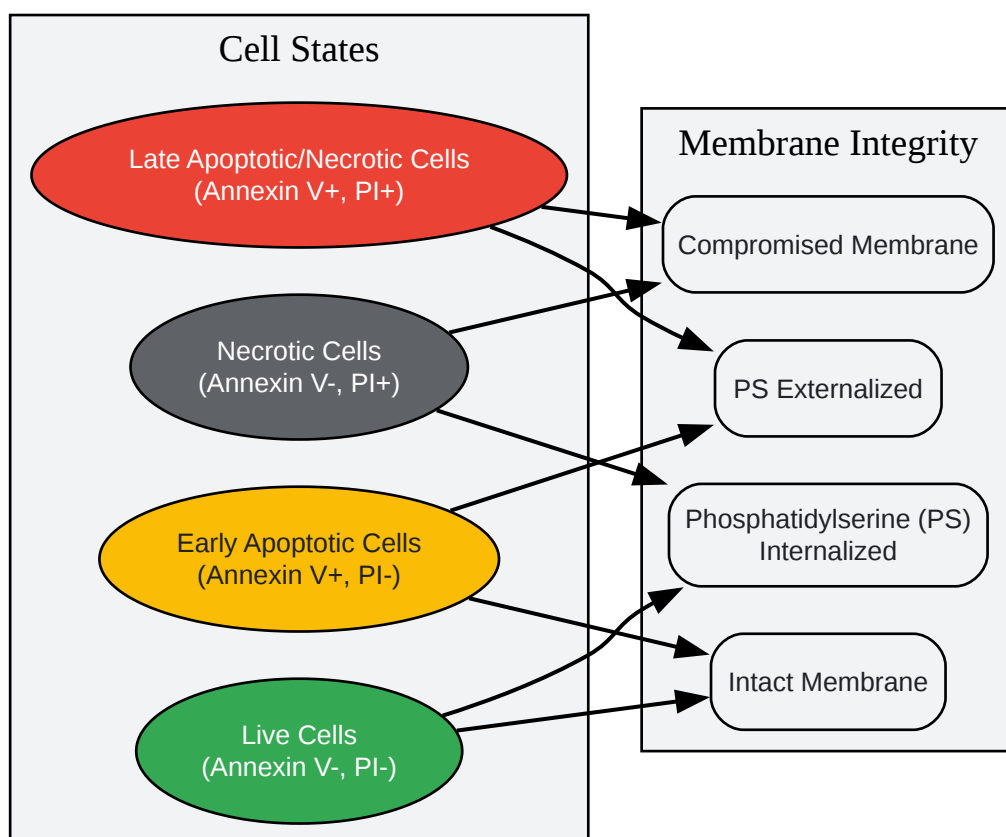 Cell States
Late Apoptotic/Necrotic Cells
(Annexin V+, PI+)
Necrotic Cells
(Annexin V-, PI+)
Early Apoptotic Cells
(Annexin V+, PI-)
Live Cells
(Annexin V-, PI-)
Membrane Integrity
Compromised Membrane
PS Externalized
Phosphatidylserine (PS)
Internalized
Intact Membrane